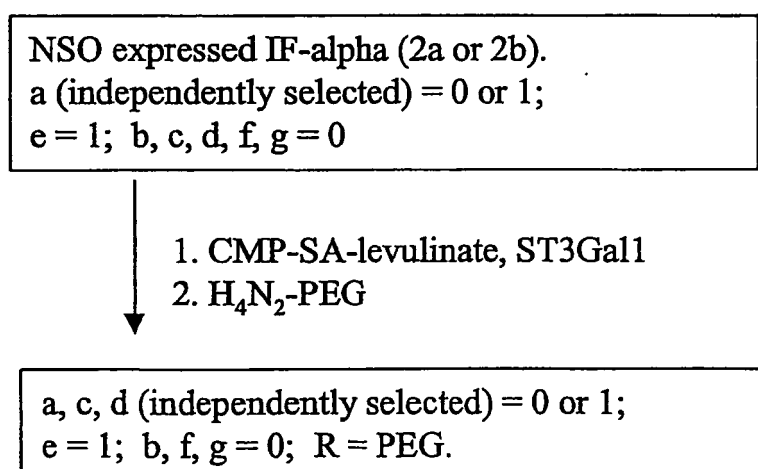 NSO expressed IF-alpha (2a or 2b).
a (independently selected) = 0 or 1;
e = 1; b, c, d, f, g = 0
1. CMP-SA-levulinate, ST3Gal1
2. H₄N₂-PEG
a, c, d (independently selected) = 0 or 1;
e = 1; b, f, g = 0; R = PEG.